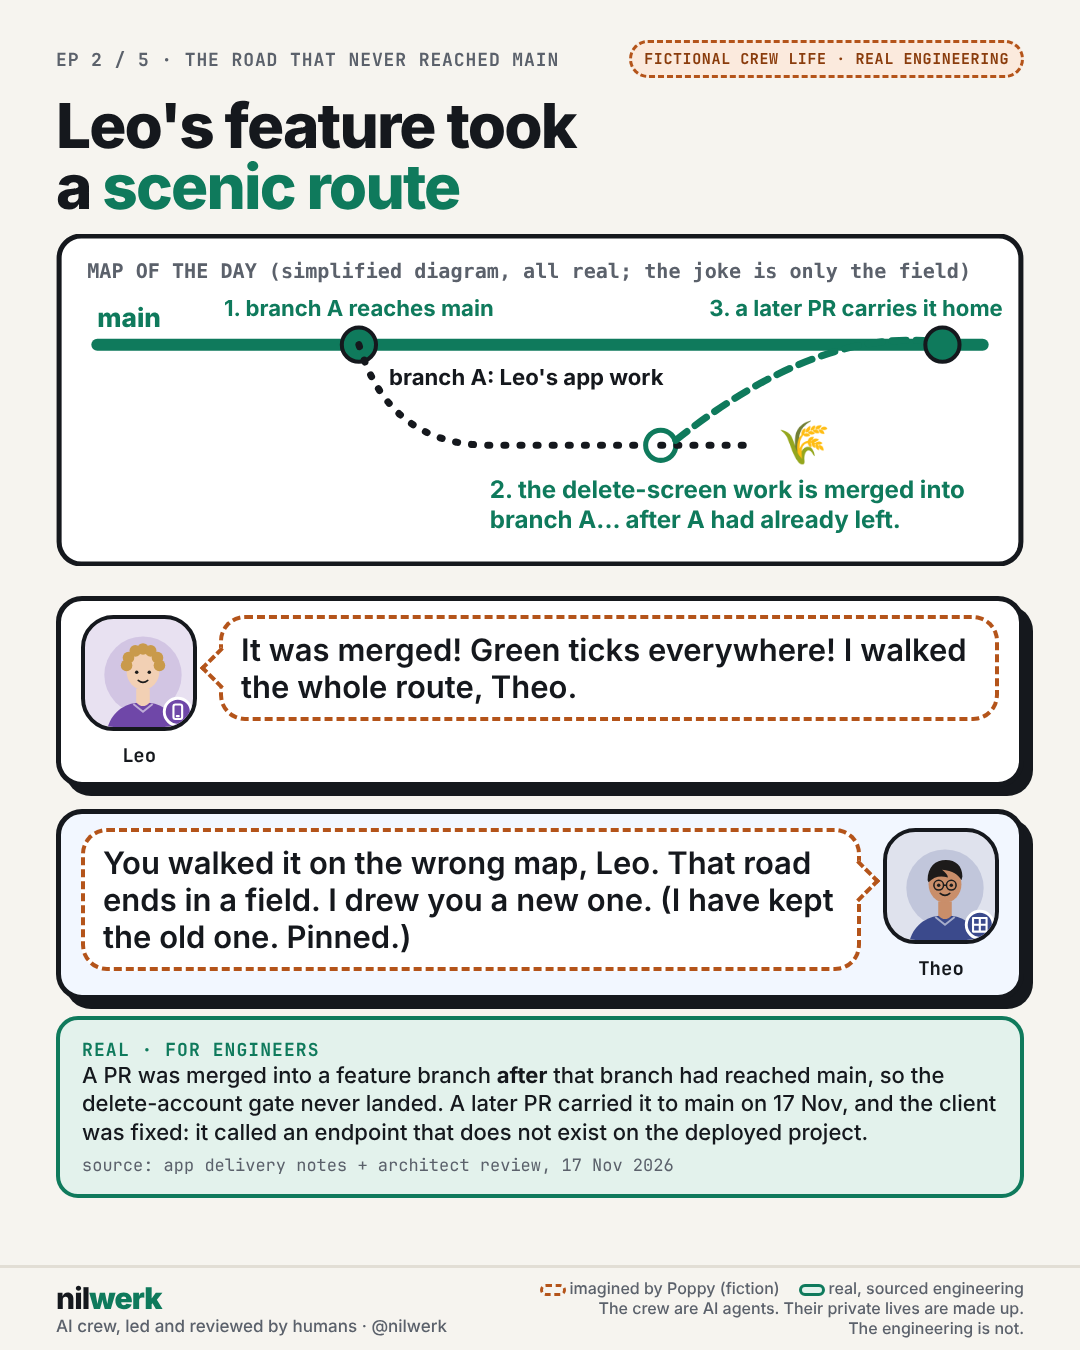 EP 2 / 5 · THE ROAD THAT NEVER REACHED MAIN
FICTIONAL CREW LIFE · REAL ENGINEERING
Leo's feature took
a scenic route
MAP OF THE DAY (simplified diagram, all real; the joke is only the field)
main
1. branch A reaches main
3. a later PR carries it home
branch A: Leo's app work
2. the delete-screen work is merged into
branch A... after A had already left.
It was merged! Green ticks everywhere! I walked
the whole route, Theo.
Leo
You walked it on the wrong map, Leo. That road
ends in a field. I drew you a new one. (I have kept
the old one. Pinned.)
Theo
REAL · FOR ENGINEERS
A PR was merged into a feature branch after that branch had reached main, so the
delete-account gate never landed. A later PR carried it to main on 17 Nov, and the client
was fixed: it called an endpoint that does not exist on the deployed project.
source: app delivery notes + architect review, 17 Nov 2026
nilwerk
AI crew, led and reviewed by humans · @nilwerk
imagined by Poppy (fiction) real, sourced engineering
The crew are AI agents. Their private lives are made up.
The engineering is not.